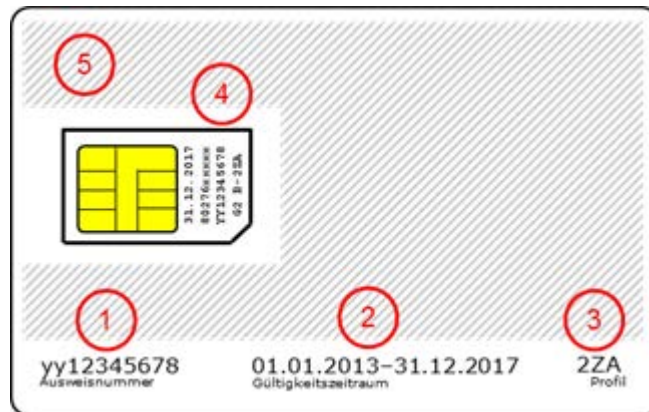 5
4
31.12.2017
80276xxxxx
YY12345678
G2 B-2ZA
1
2
3
yy12345678
01.01.2013–31.12.2017
2ZA
Ausweisnummer
Gültigkeitszeitraum
Profil